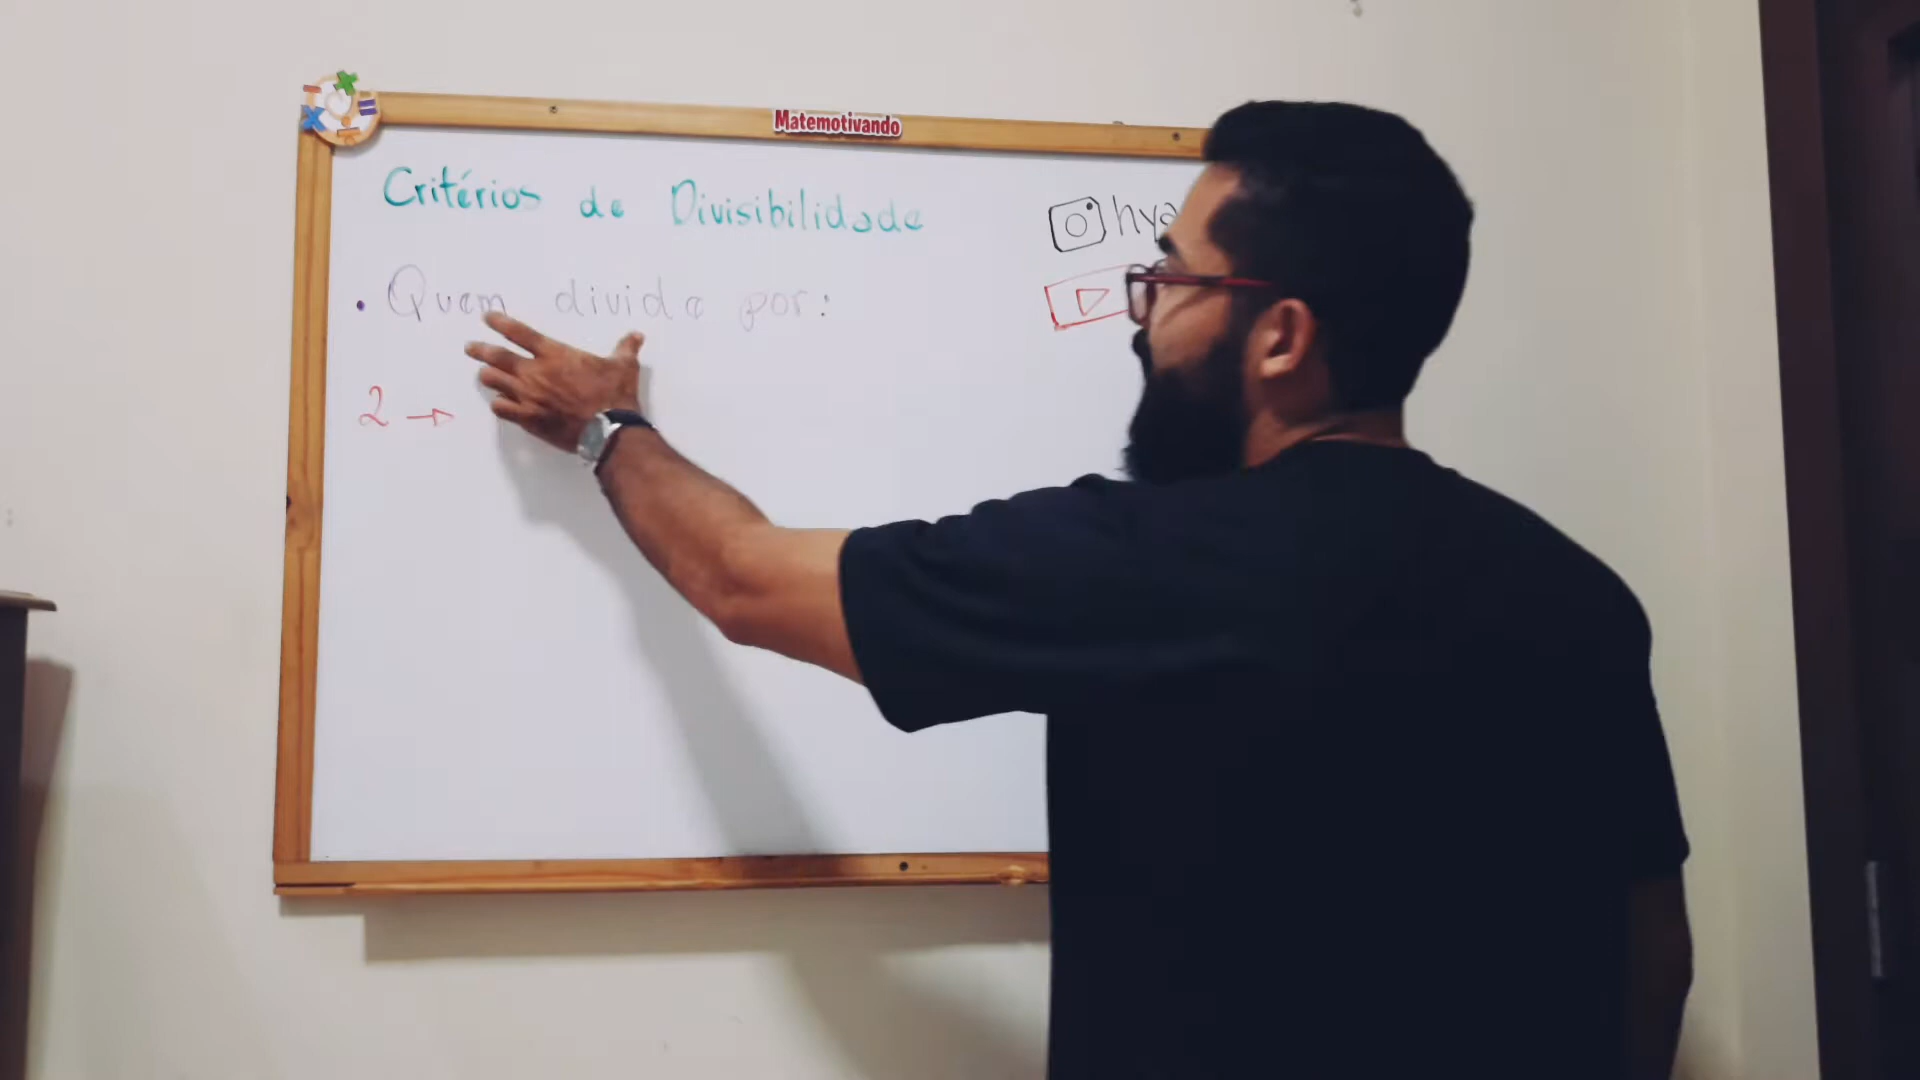 Matemotivando
Critérios de Divisibilidade
• Quem divide por:
2 →